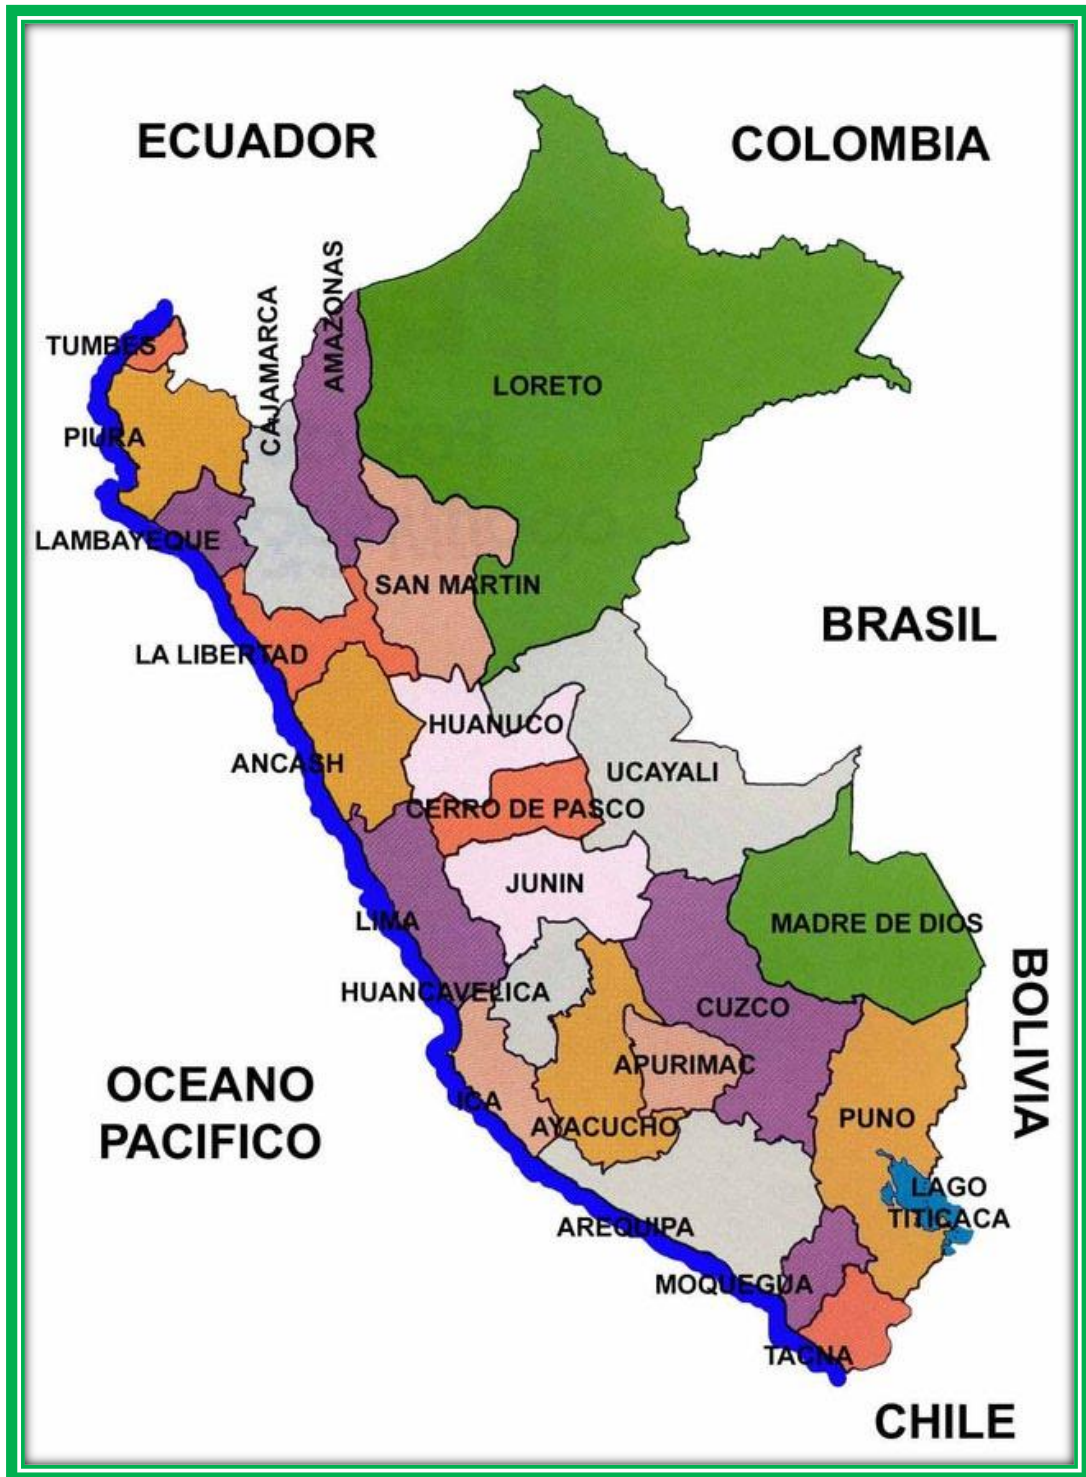 ECUADOR
COLOMBIA
AMAZONAS
CAJAMARCA
TUMBES
LORETO
PIURA
LAMBAYEQUE
SAN MARTIN
BRASIL
LA LIBERTAD
HUANUCO
ANCASH
UCAYALI
CERRO DE PASCO
JUNIN
LIMA
MADRE DE DIOS
HUANCAVELICA
CUZCO
BOLIVIA
APURIMAC
OCEANO
PACIFICO
ICA
AYACUCHO
PUNO
LAGO
TITICACA
AREQUIPA
MOQUEGUA
TACNA
CHILE